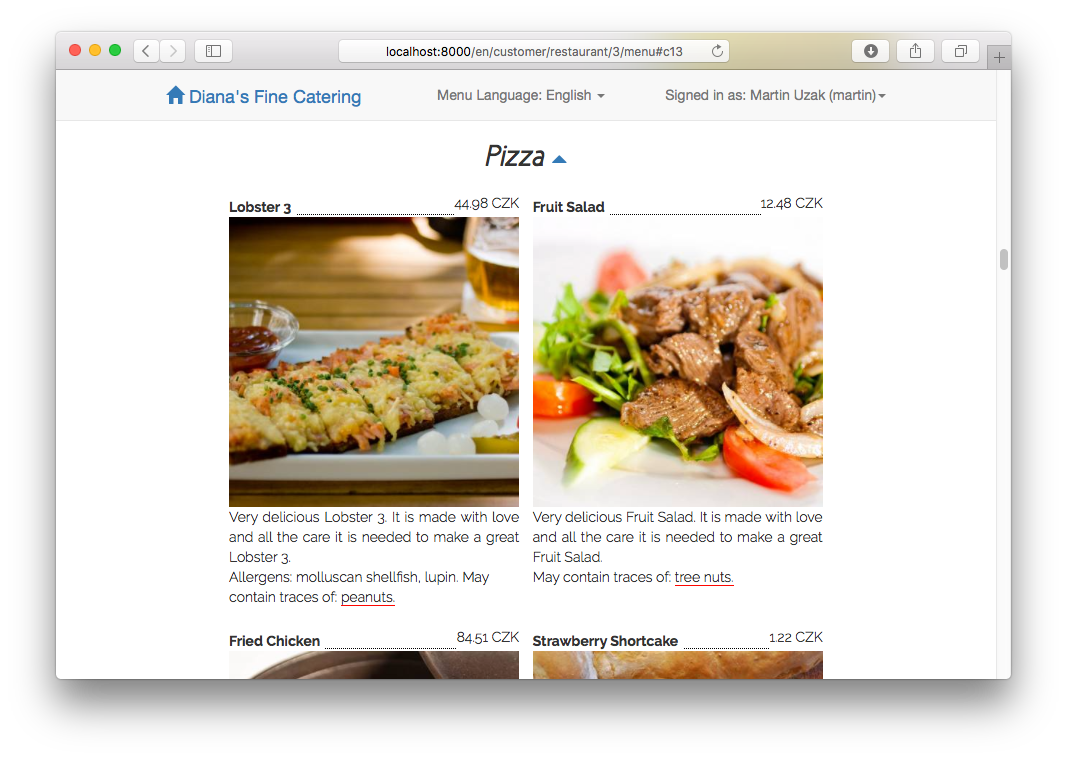 localhost:8000/en/customer/restaurant/3/menu#c13
Diana's Fine Catering
Menu Language: English
Signed in as: Martin Uzak (martin)
Pizza
Lobster 3 44.98 CZK
Very delicious Lobster 3. It is made with love
and all the care it is needed to make a great
Lobster 3.
Allergens: molluscan shellfish, lupin. May
contain traces of: peanuts.
Fruit Salad 12.48 CZK
Very delicious Fruit Salad. It is made with love
and all the care it is needed to make a great
Fruit Salad.
May contain traces of: tree nuts.
Fried Chicken 84.51 CZK
Strawberry Shortcake 1.22 CZK